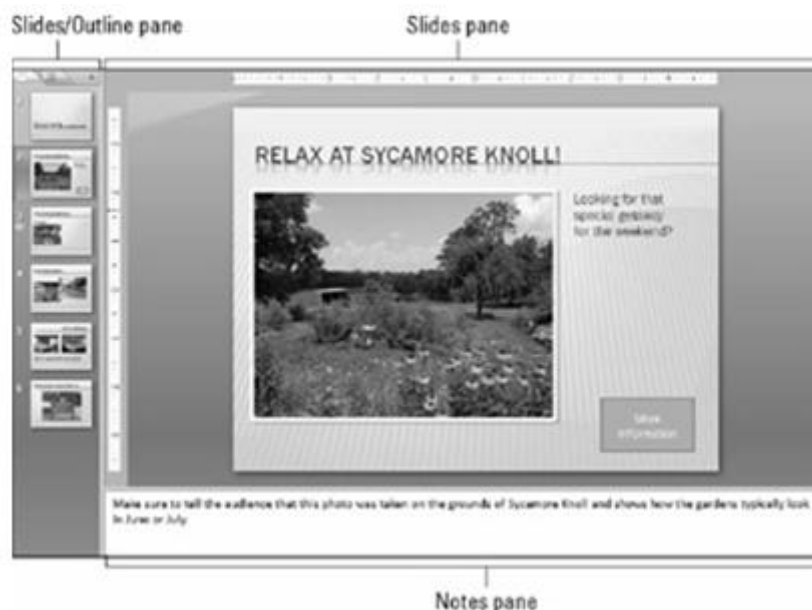 Slides/Outline pane
Slides pane
RELAX AT SYCAMORE KNOLL!
Looking for that
special getaway
for the weekend?
More
Information
Make sure to tell the audience that this photo was taken on the grounds of Sycamore Knoll and shows how the gardens typically look
in June or July.
Notes pane